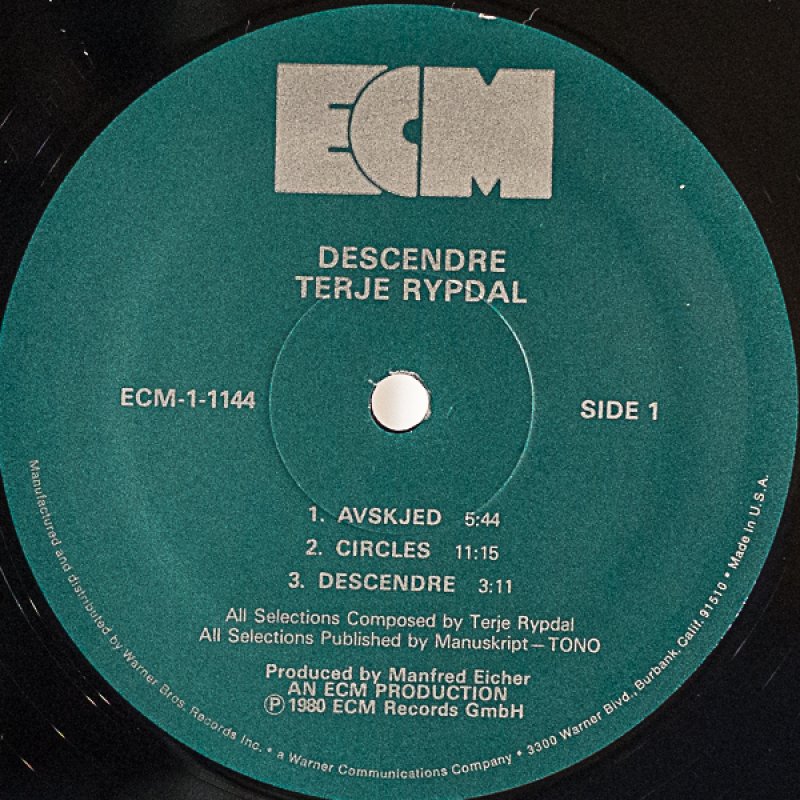 ECM
DESCENDRE
TERJE RYPDAL
ECM-1-1144
SIDE 1
1. AVSKJED 5:44
2. CIRCLES 11:15
3. DESCENDRE 3:11
All Selections Composed by Terje Rypdal
All Selections Published by Manuskript—TONO
Produced by Manfred Eicher
AN ECM PRODUCTION
Ⓟ 1980 ECM Records GmbH
Manufactured and distributed by Warner Bros. Records Inc. • a Warner Communications Company • 3300 Warner Blvd., Burbank, Calif. 91510 • Made in U.S.A.